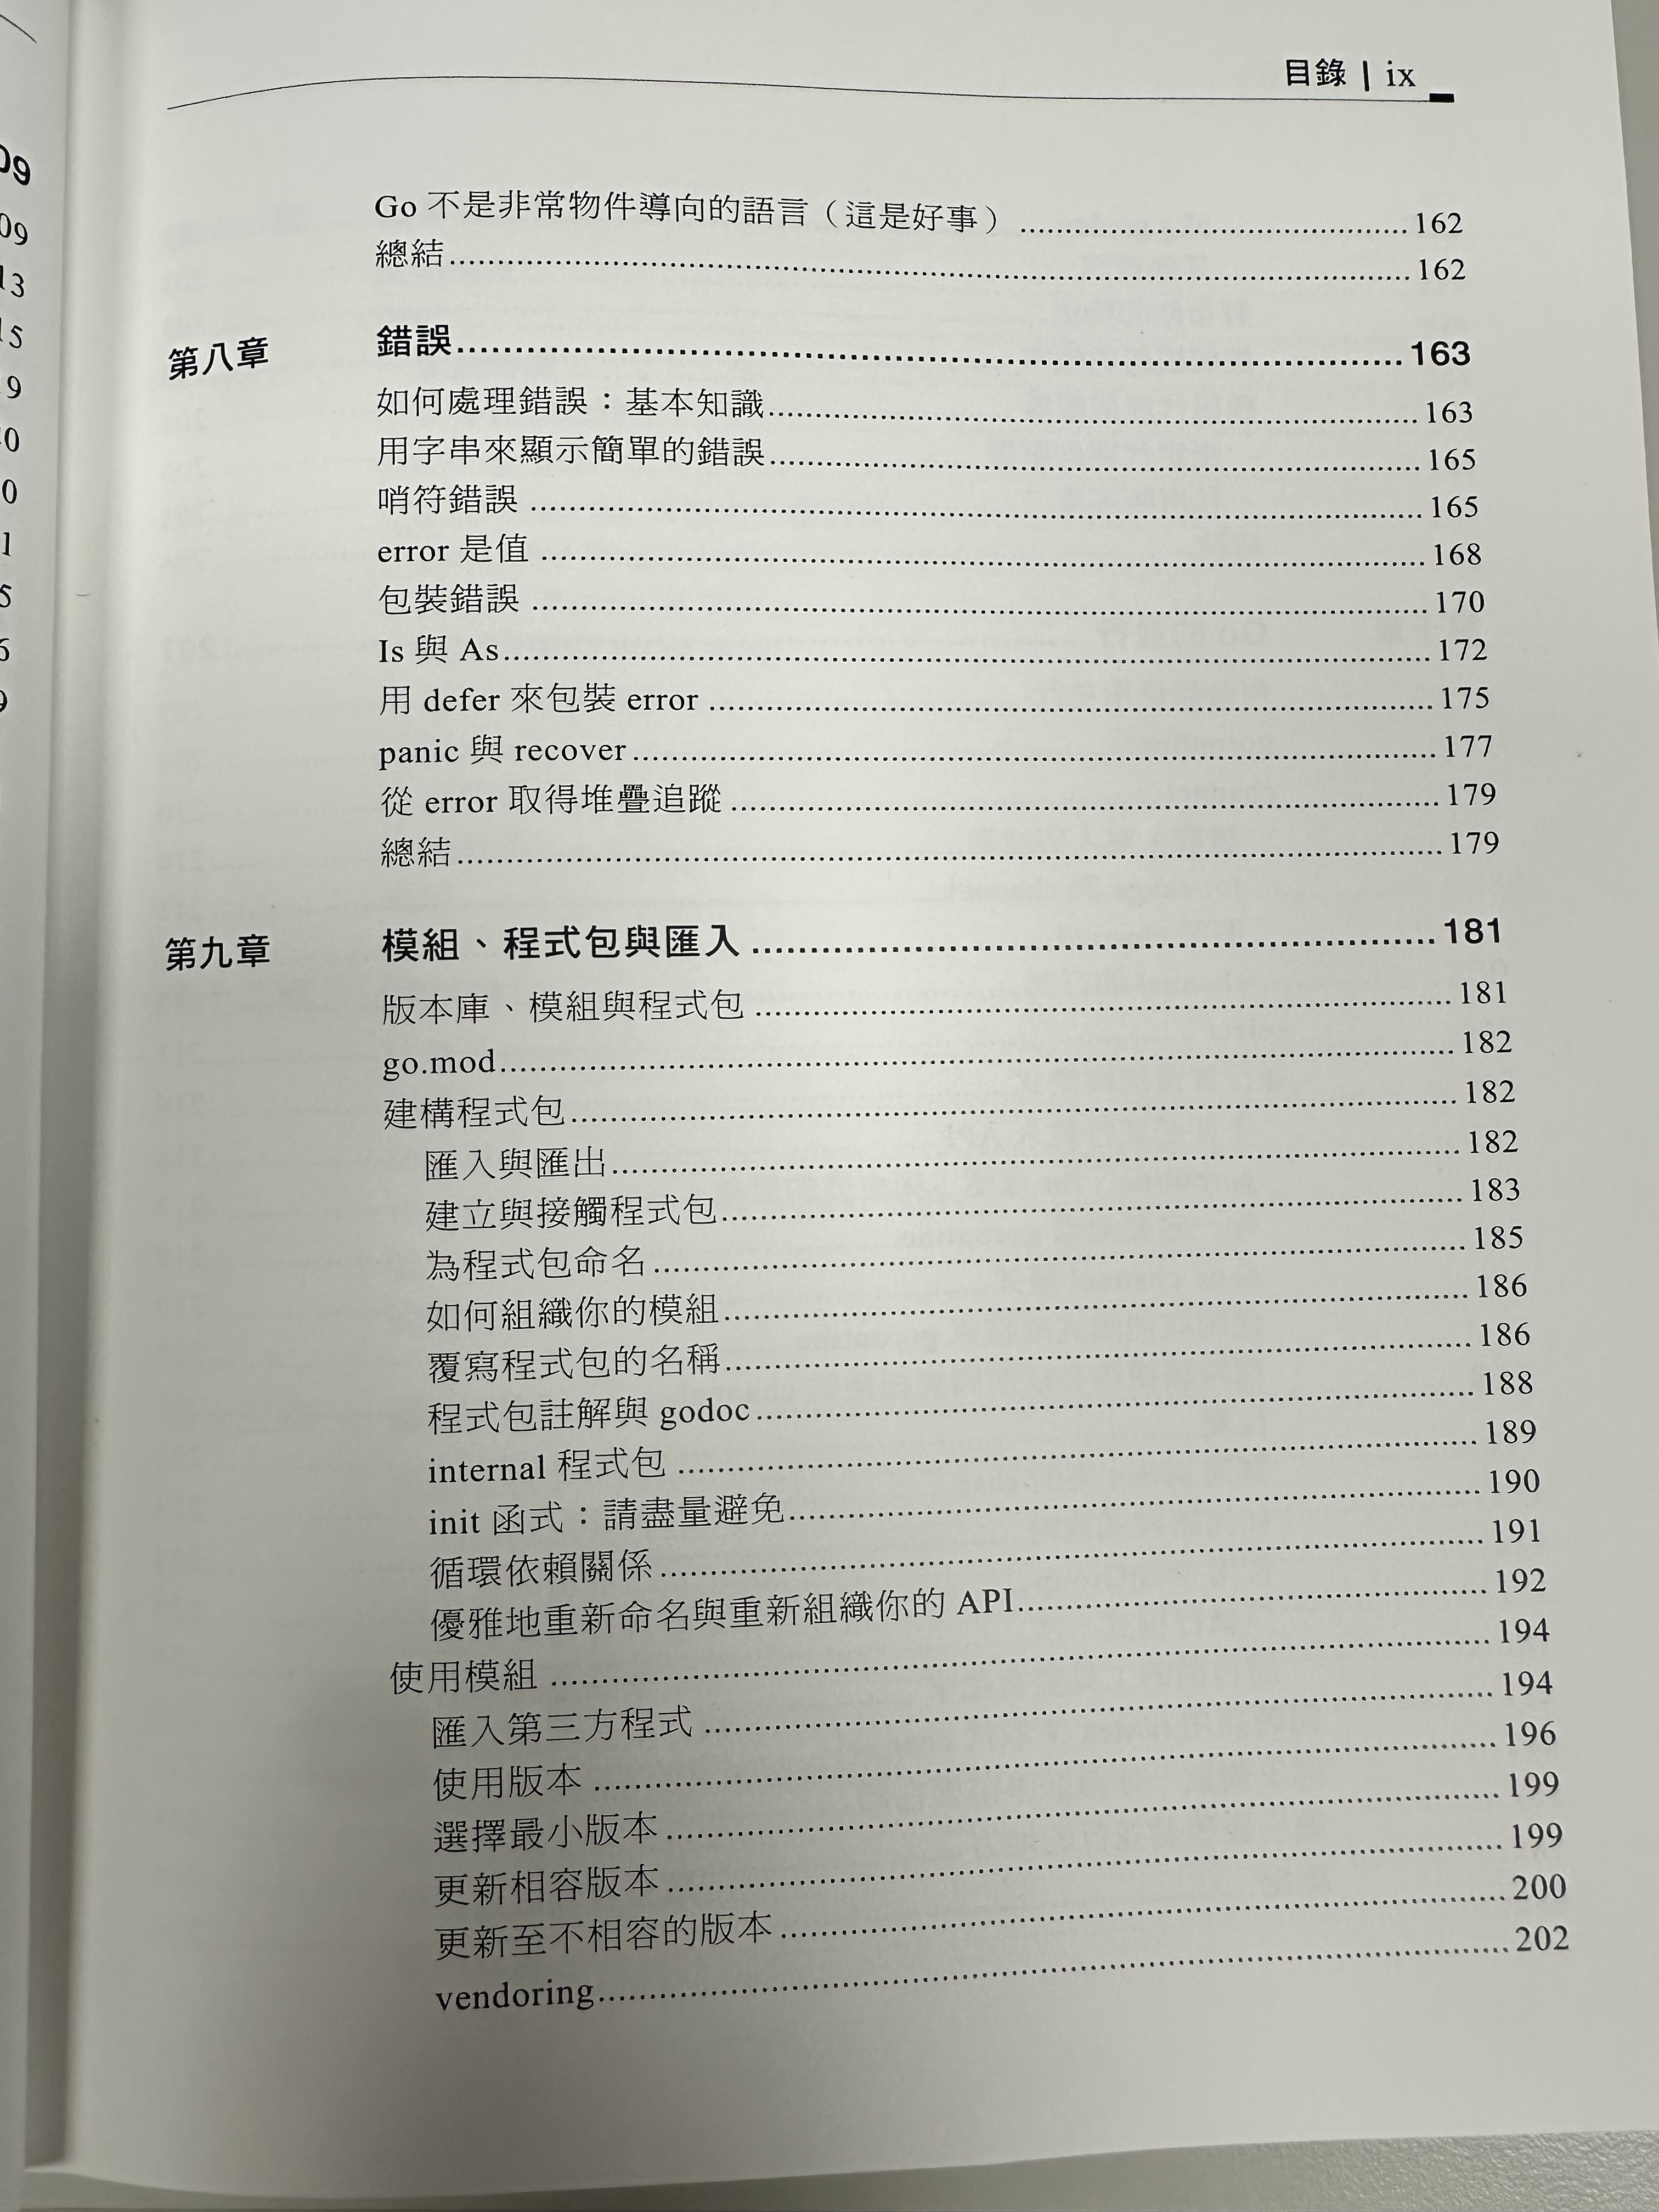 目錄 | ix
Go 不是非常物件導向的語言（這是好事） 162
總結 162
第八章 錯誤 163
如何處理錯誤：基本知識 163
用字串來顯示簡單的錯誤 165
哨符錯誤 165
error 是值 168
包裝錯誤 170
Is 與 As 172
用 defer 來包裝 error 175
panic 與 recover 177
從 error 取得堆疊追蹤 179
總結 179
第九章 模組、程式包與匯入 181
版本庫、模組與程式包 181
go.mod 182
建構程式包 182
匯入與匯出 182
建立與接觸程式包 183
為程式包命名 185
如何組織你的模組 186
覆寫程式包的名稱 186
程式包註解與 godoc 188
internal 程式包 189
init 函式：請盡量避免 190
循環依賴關係 191
優雅地重新命名與重新組織你的 API 192
使用模組 194
匯入第三方程式 194
使用版本 196
選擇最小版本 199
更新相容版本 199
更新至不相容的版本 200
vendoring 202